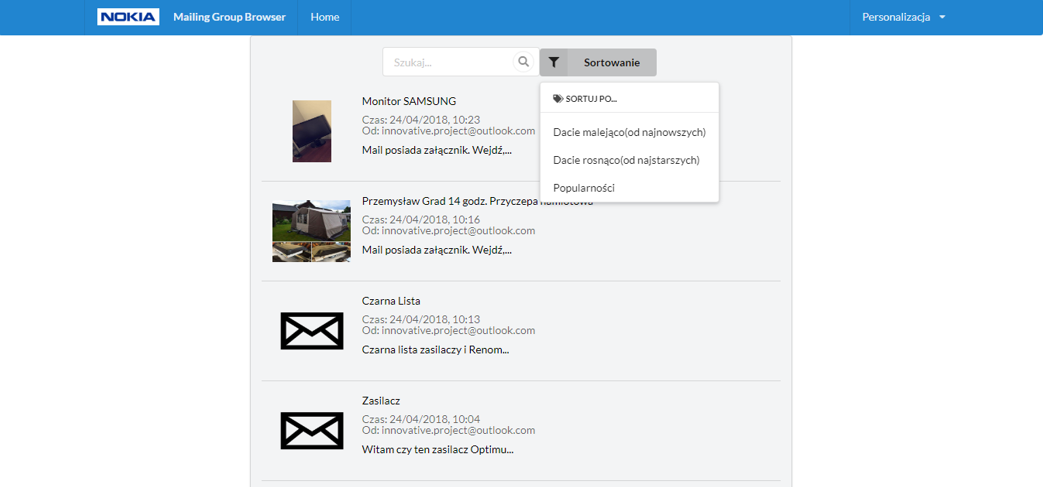 NOKIA Mailing Group Browser Home Personalizacja
Szukaj... Sortowanie
SORTUJ PO...
Dacie malejąco(od najnowszych)
Dacie rosnąco(od najstarszych)
Popularności
Monitor SAMSUNG
Czas: 24/04/2018, 10:23
Od: innovative.project@outlook.com
Mail posiada załącznik. Wejdź,...
Przemysław Grad 14 godz. Przyczepa
Czas: 24/04/2018, 10:16
Od: innovative.project@outlook.com
Mail posiada załącznik. Wejdź,...
Czarna Lista
Czas: 24/04/2018, 10:13
Od: innovative.project@outlook.com
Czarna lista zasilaczy i Renom...
Zasilacz
Czas: 24/04/2018, 10:04
Od: innovative.project@outlook.com
Witam czy ten zasilacz Optimu...